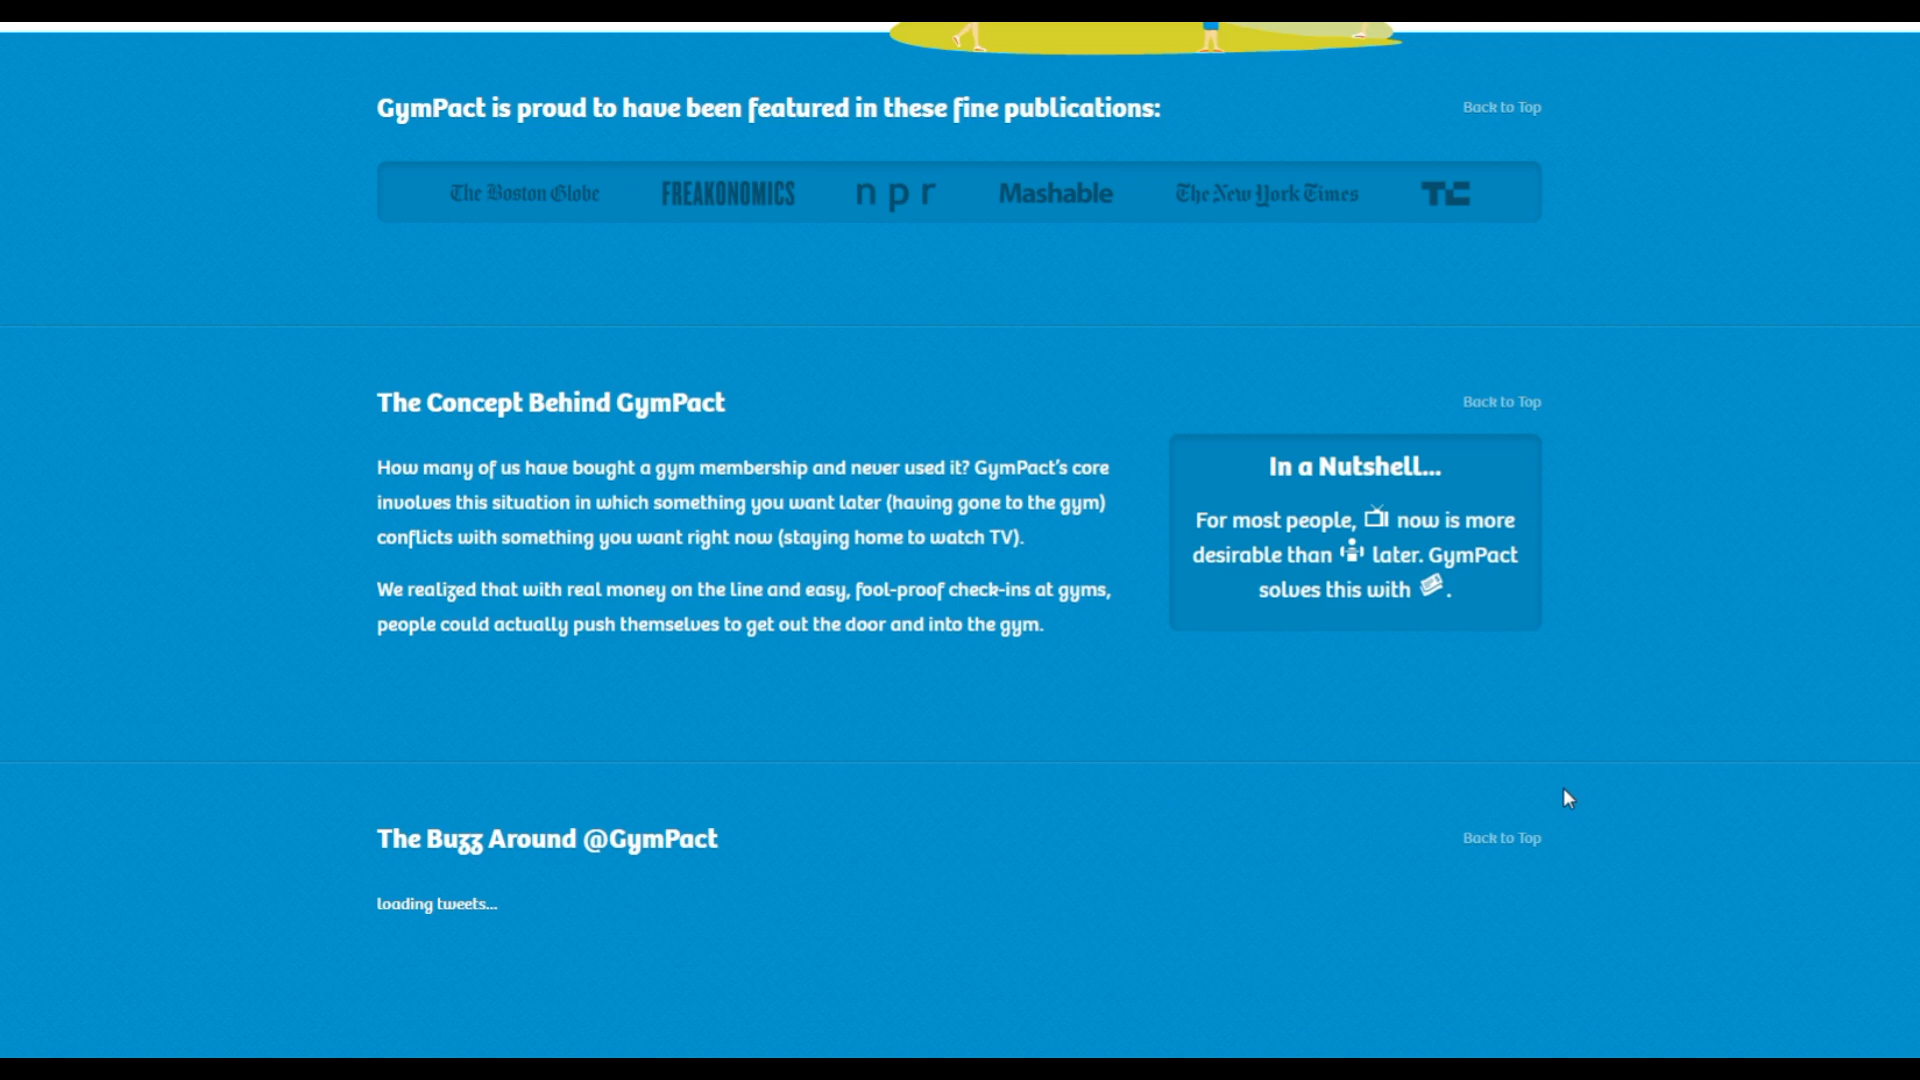 GymPact is proud to have been featured in these fine publications:
Back to Top
The Boston Globe FREAKONOMICS npr Mashable The New York Times TC
The Concept Behind GymPact
Back to Top
How many of us have bought a gym membership and never used it? GymPact's core
involves this situation in which something you want later (having gone to the gym)
conflicts with something you want right now (staying home to watch TV).
We realized that with real money on the line and easy, fool-proof check-ins at gyms,
people could actually push themselves to get out the door and into the gym.
In a Nutshell...
For most people, now is more
desirable than later. GymPact
solves this with .
The Buzz Around @GymPact
Back to Top
loading tweets...